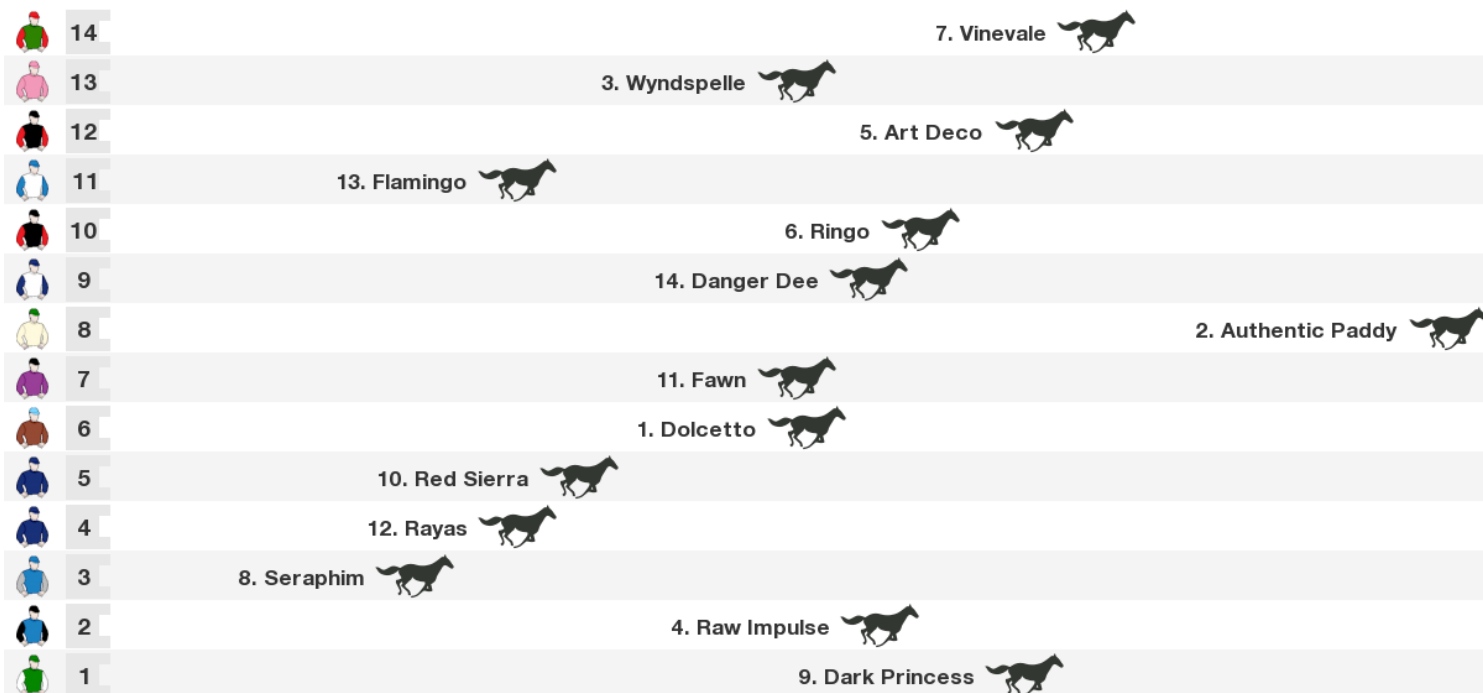 14 7. Vinevale
13 3. Wyndspelle
12 5. Art Deco
11 13. Flamingo
10 6. Ringo
9 14. Danger Dee
8 2. Authentic Paddy
7 11. Fawn
6 1. Dolcetto
5 10. Red Sierra
4 12. Rayas
3 8. Seraphim
2 4. Raw Impulse
1 9. Dark Princess